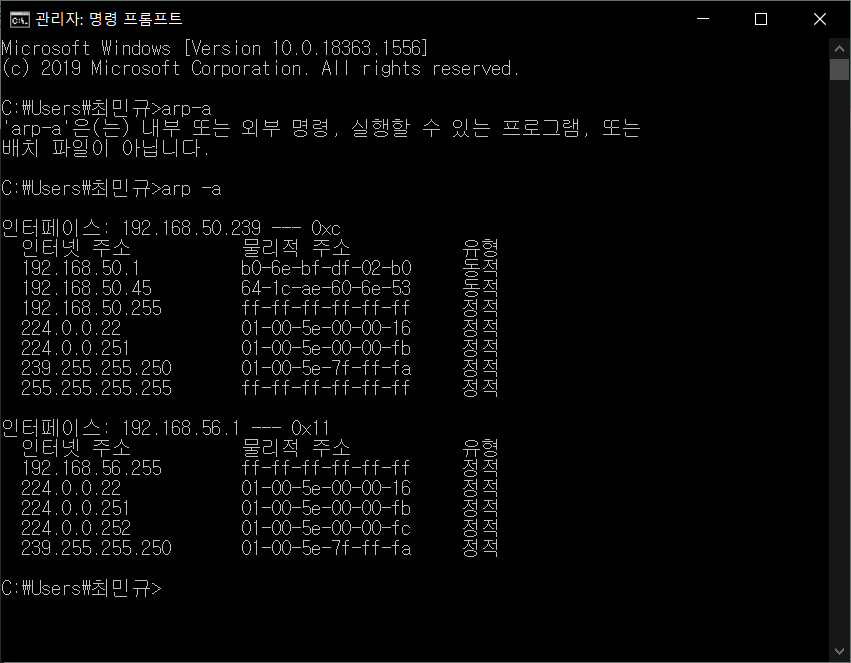 관리자: 명령 프롬프트
Microsoft Windows [Version 10.0.18363.1556]
(c) 2019 Microsoft Corporation. All rights reserved.
C:₩Users₩최민규>arp-a
'arp-a'은(는) 내부 또는 외부 명령, 실행할 수 있는 프로그램, 또는
배치 파일이 아닙니다.
C:₩Users₩최민규>arp -a
인터페이스: 192.168.50.239 --- 0xc
인터넷 주소 물리적 주소 유형
192.168.50.1 b0-6e-bf-df-02-b0 동적
192.168.50.45 64-1c-ae-60-6e-53 동적
192.168.50.255 ff-ff-ff-ff-ff-ff 정적
224.0.0.22 01-00-5e-00-00-16 정적
224.0.0.251 01-00-5e-00-00-fb 정적
239.255.255.250 01-00-5e-7f-ff-fa 정적
255.255.255.255 ff-ff-ff-ff-ff-ff 정적
인터페이스: 192.168.56.1 --- 0x11
인터넷 주소 물리적 주소 유형
192.168.56.255 ff-ff-ff-ff-ff-ff 정적
224.0.0.22 01-00-5e-00-00-16 정적
224.0.0.251 01-00-5e-00-00-fb 정적
224.0.0.252 01-00-5e-00-00-fc 정적
239.255.255.250 01-00-5e-7f-ff-fa 정적
C:₩Users₩최민규>